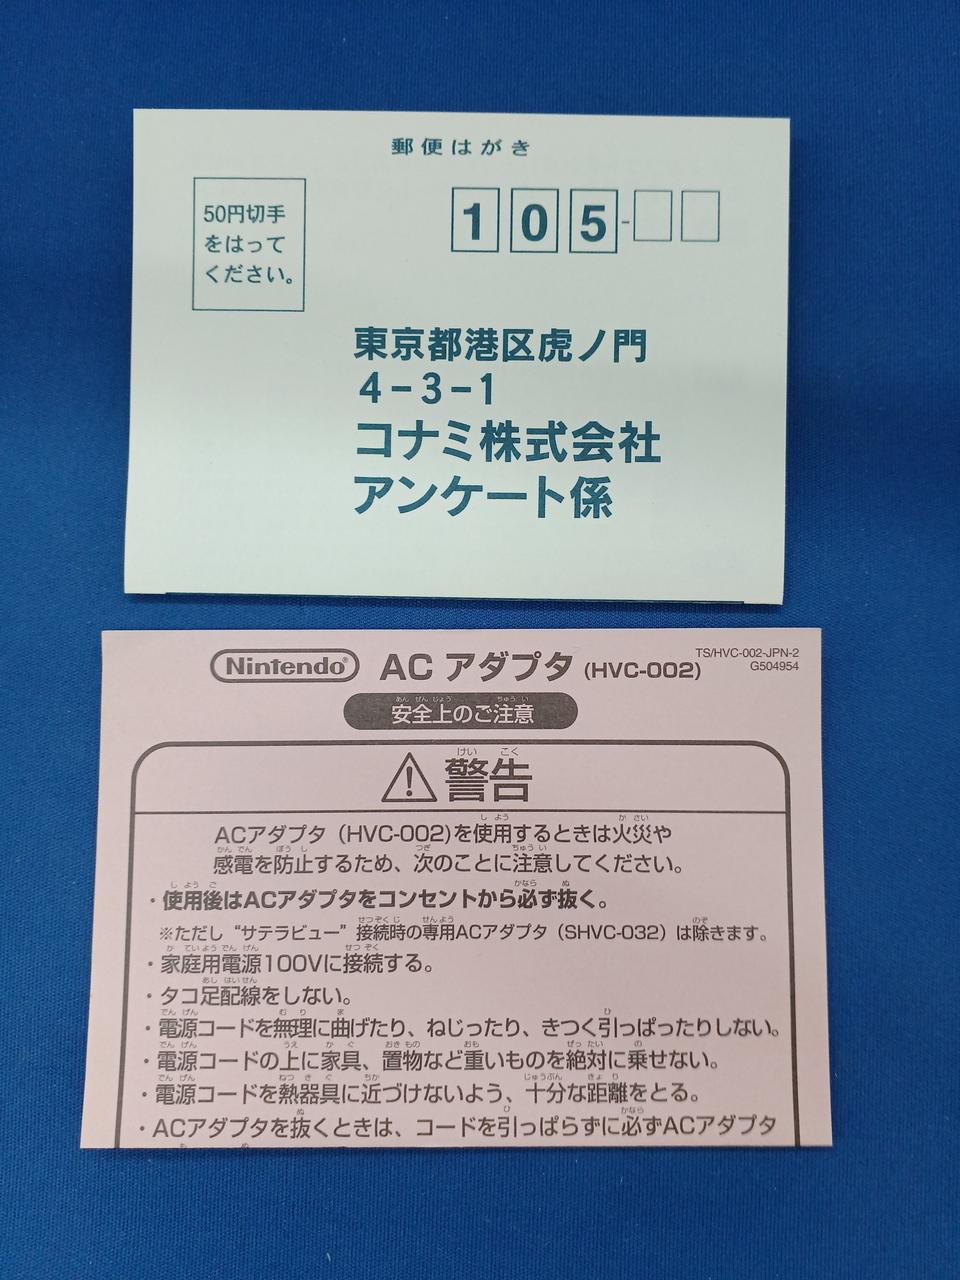 郵便はがき
50円切手
をはって
ください。
105-
東京都港区虎ノ門
4-3-1
コナミ株式会社
アンケート係
Nintendo® ACアダプタ(HVC-002)
TS/HVC-002-JPN-2
G504954
安全上のご注意
警告
ACアダプタ(HVC-002)を使用するときは火災や
感電を防止するため、次のことに注意してください。
・使用後はACアダプタをコンセントから必ず抜く。
※ただし“サテラビュー”接続時の専用ACアダプタ(SHVC-032)は除きます。
・家庭用電源100Vに接続する。
・タコ足配線をしない。
・電源コードを無理に曲げたり、ねじったり、きつく引っぱったりしない。
・電源コードの上に家具、置物など重いものを絶対に乗せない。
・電源コードを熱器具に近づけないよう、十分な距離をとる。
・ACアダプタを抜くときは、コードを引っぱらずに必ずACアダプタ